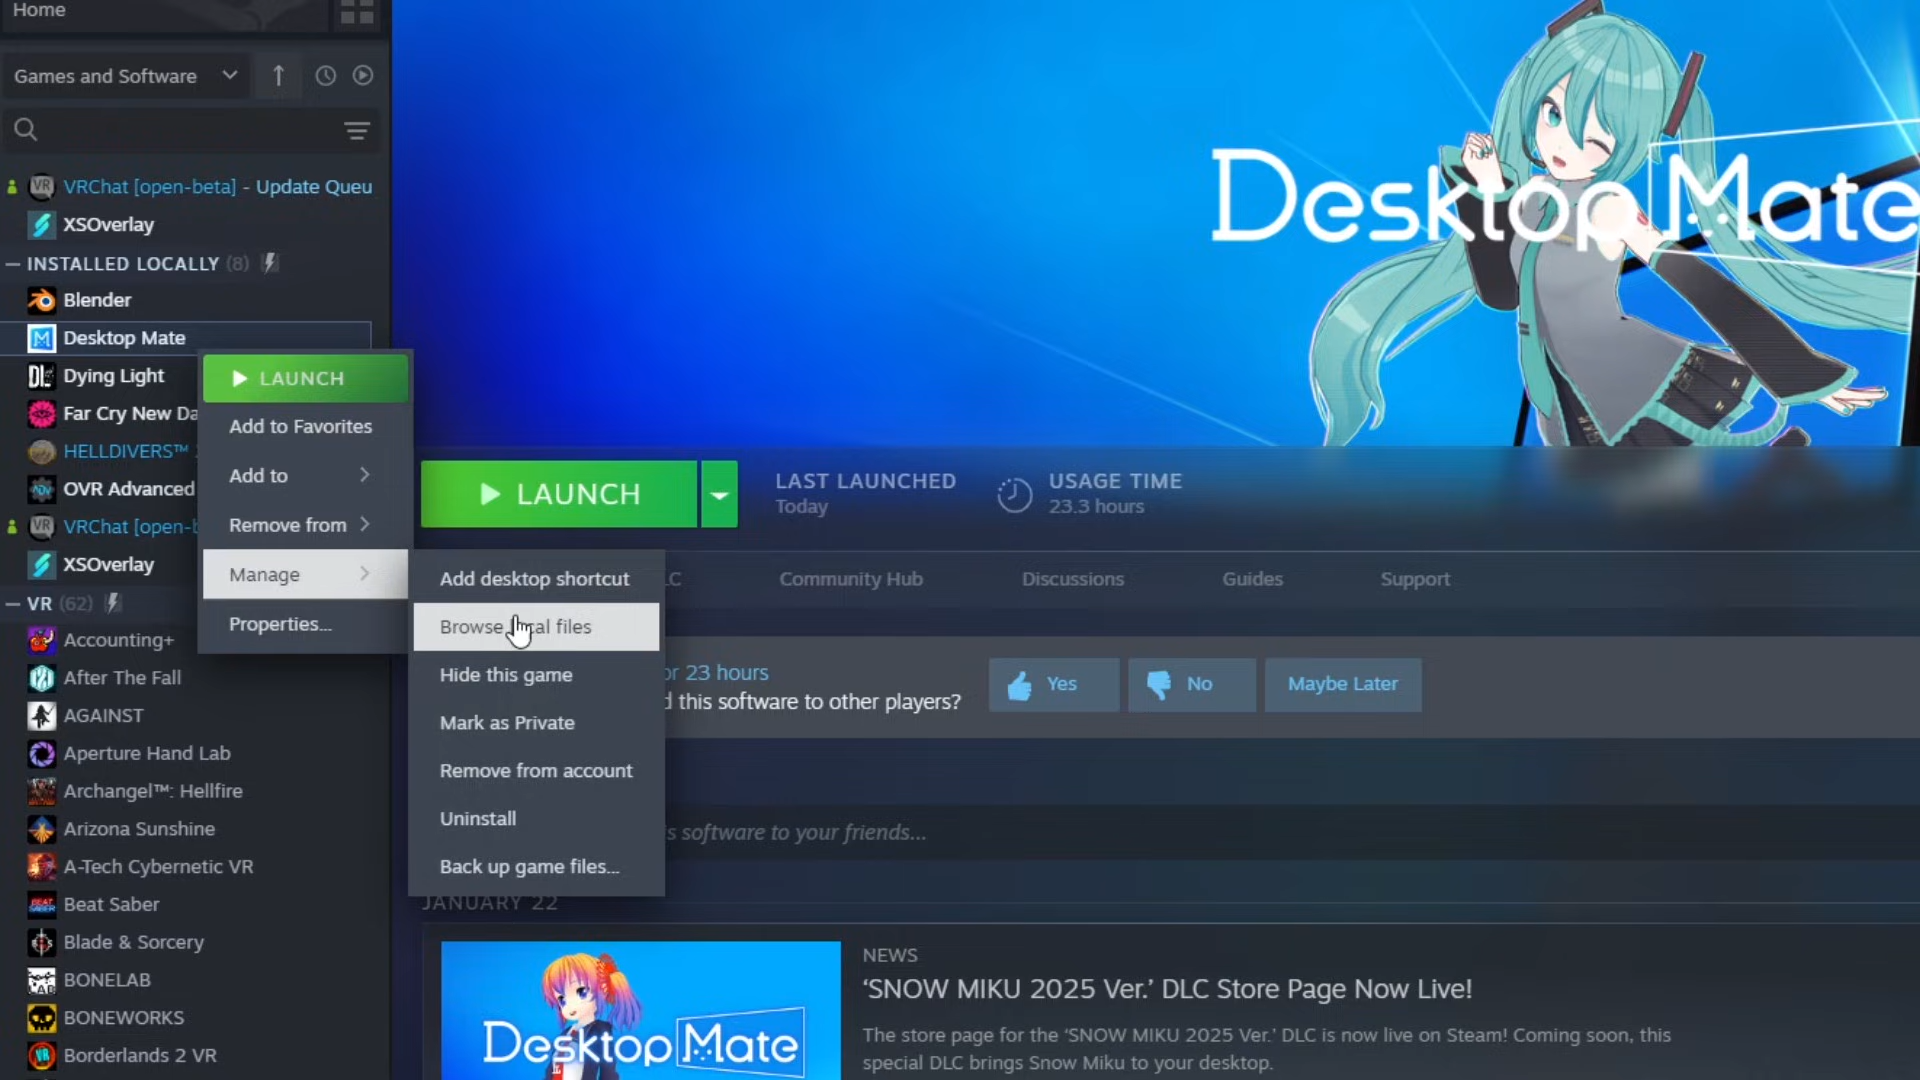 Home
Games and Software
VRChat [open-beta] - Update Queu
XSOverlay
INSTALLED LOCALLY (8)
Blender
Desktop Mate
Dying Light
Far Cry New Da
HELLDIVERS™
OVR Advanced
VRChat [open-b
XSOverlay
VR (62)
Accounting+
After The Fall
AGAINST
Aperture Hand Lab
Archangel™: Hellfire
Arizona Sunshine
A-Tech Cybernetic VR
Beat Saber
Blade & Sorcery
BONELAB
BONEWORKS
Borderlands 2 VR
LAUNCH
Add to Favorites
Add to
Remove from
Manage
Properties...
Add desktop shortcut
Browse local files
Hide this game
Mark as Private
Remove from account
Uninstall
Back up game files...
Desktop Mate
LAUNCH
LAST LAUNCHED
Today
USAGE TIME
23.3 hours
LC
Community Hub
Discussions
Guides
Support
or 23 hours
d this software to other players?
Yes
No
Maybe Later
s software to your friends...
JANUARY 22
Desktop Mate
NEWS
‘SNOW MIKU 2025 Ver.’ DLC Store Page Now Live!
The store page for the ‘SNOW MIKU 2025 Ver.’ DLC is now live on Steam! Coming soon, this
special DLC brings Snow Miku to your desktop.